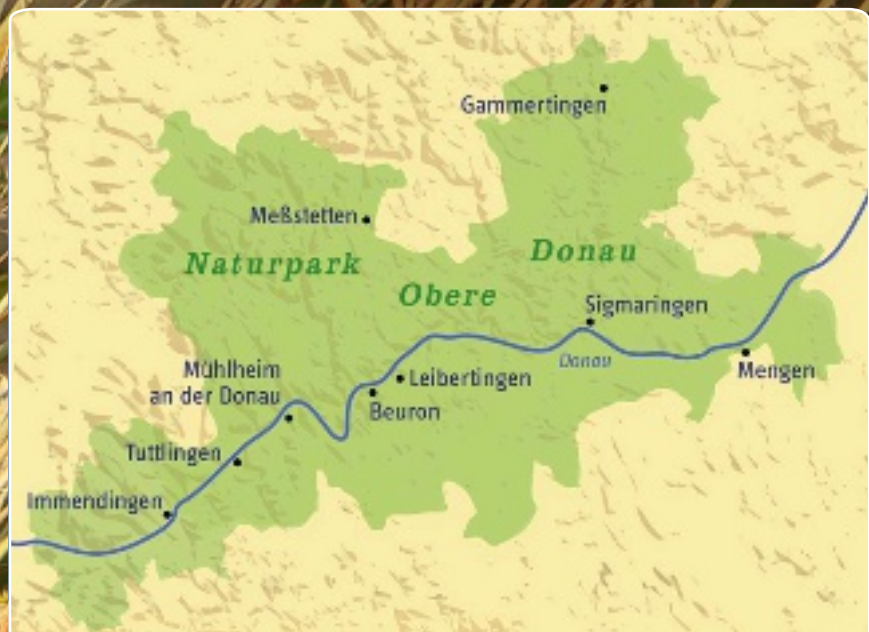 Gammertingen
Meßstetten
Naturpark
Obere
Donau
Sigmaringen
Donau
Mengen
Mühlheim
an der Donau
Leibertingen
Beuron
Tuttlingen
Immendingen